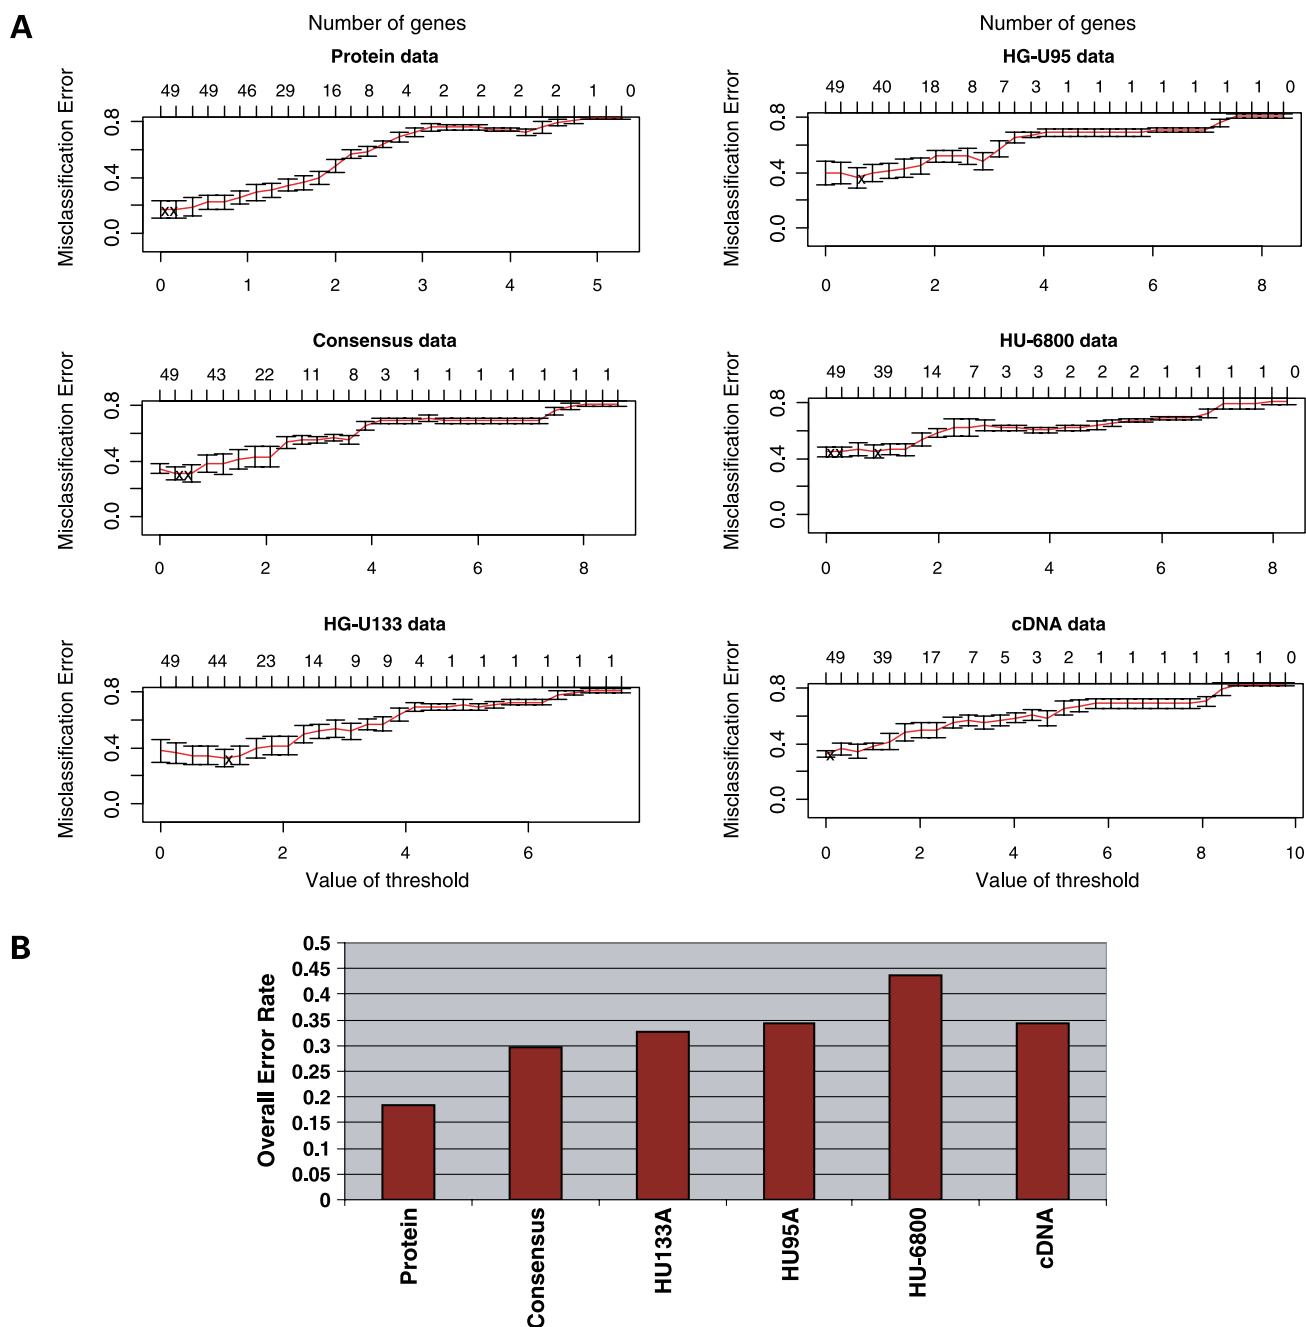 A
Number of genes
Protein data
49 49 46 29 16 8 4 2 2 2 2 1 0
Misclassification Error
0.8
0.4
0.0
0 1 2 3 4 5
Number of genes
HG-U95 data
49 40 18 8 7 3 1 1 1 1 1 1 1 0
Misclassification Error
0.8
0.4
0.0
0 2 4 6 8
Consensus data
49 43 22 11 8 3 1 1 1 1 1 1 1
Misclassification Error
0.8
0.4
0.0
0 2 4 6 8
HU-6800 data
49 39 14 7 3 3 2 2 2 1 1 1 1 0
Misclassification Error
0.8
0.4
0.0
0 2 4 6 8
HG-U133 data
49 44 23 14 9 9 4 1 1 1 1 1 1
Misclassification Error
0.8
0.4
0.0
0 2 4 6
Value of threshold
cDNA data
49 39 17 7 5 3 2 1 1 1 1 1 1 0
Misclassification Error
0.8
0.4
0.0
0 2 4 6 8 10
Value of threshold
B
Overall Error Rate
0.5
0.45
0.4
0.35
0.3
0.25
0.2
0.15
0.1
0.05
0
Protein
Consensus
HU133A
HU95A
HU-6800
cDNA